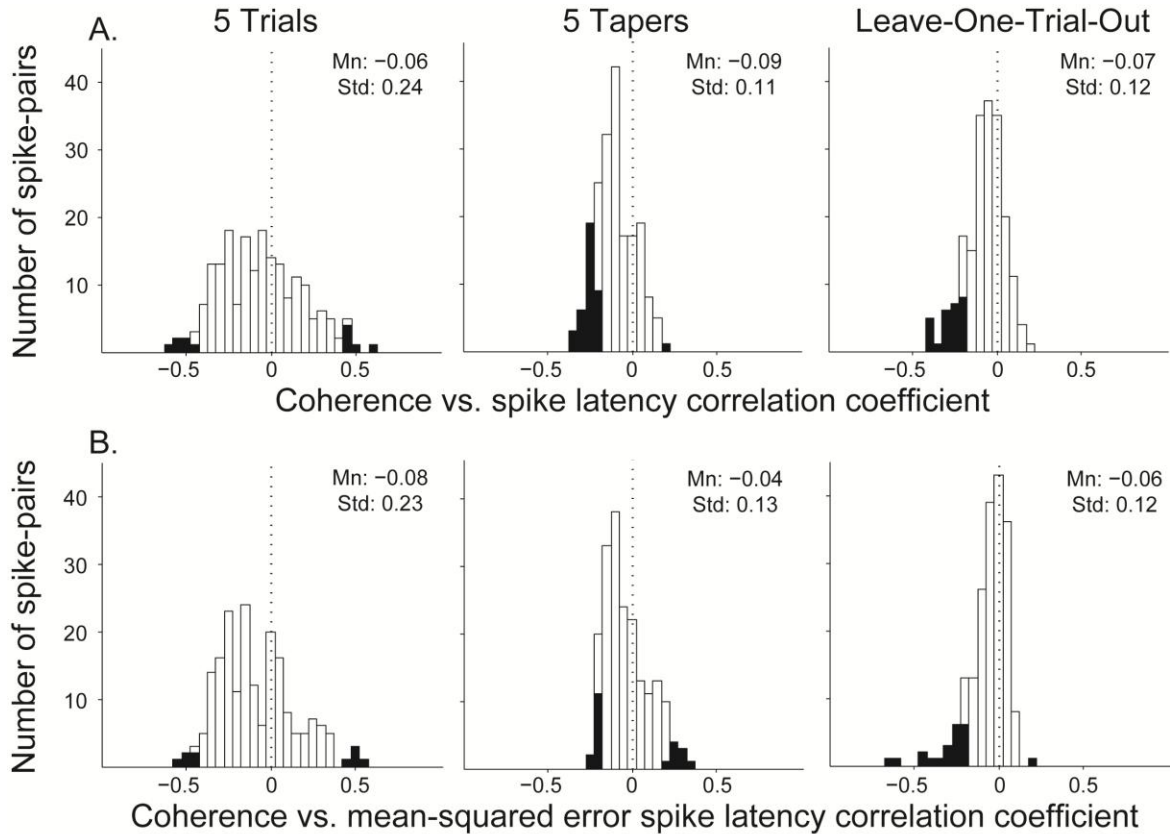 A.
5 Trials
5 Tapers
Leave-One-Trial-Out
Number of spike-pairs
40
30
20
10
Mn: −0.06
Std: 0.24
Mn: −0.09
Std: 0.11
Mn: −0.07
Std: 0.12
−0.5 0 0.5
−0.5 0 0.5
−0.5 0 0.5
Coherence vs. spike latency correlation coefficient
B.
Number of spike-pairs
40
30
20
10
Mn: −0.08
Std: 0.23
Mn: −0.04
Std: 0.13
Mn: −0.06
Std: 0.12
−0.5 0 0.5
−0.5 0 0.5
−0.5 0 0.5
Coherence vs. mean-squared error spike latency correlation coefficient